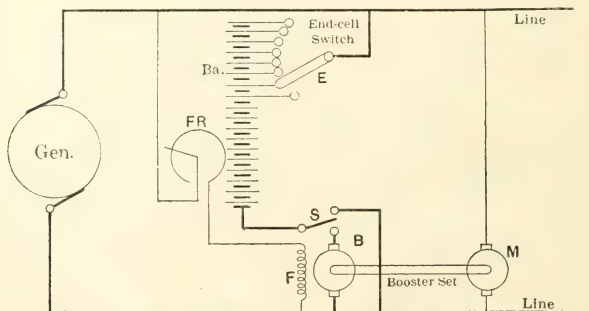 Line
End-cell
Switch
Ba.
E
FR
Gen.
S
B
M
F
Booster Set
Line